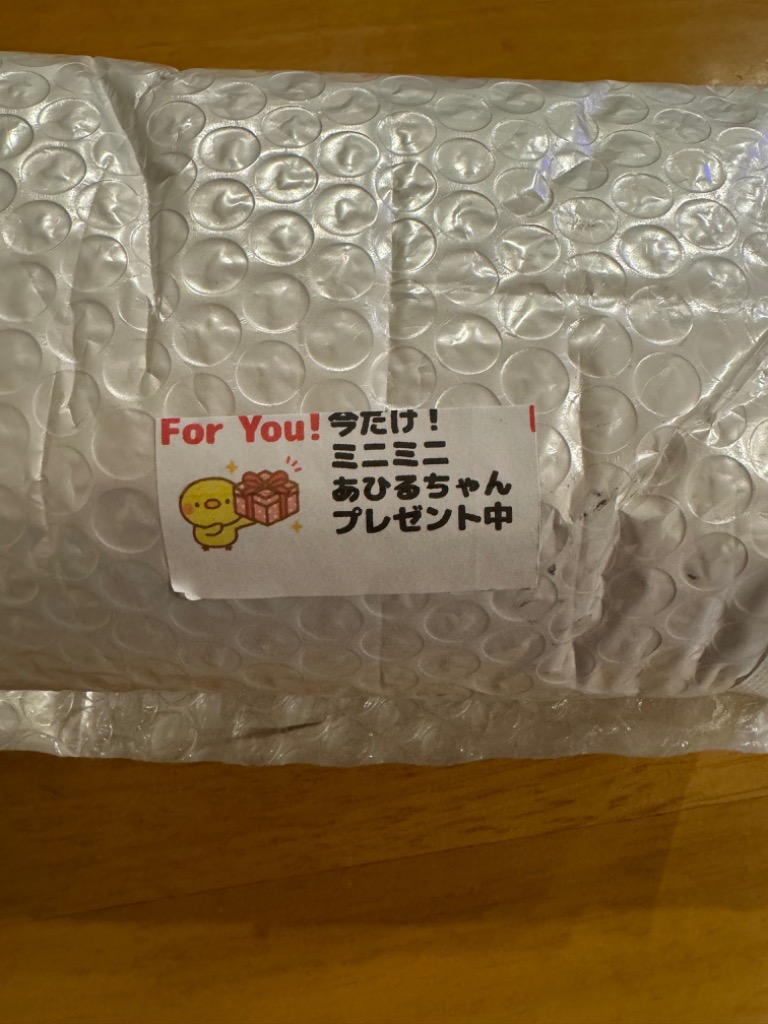 For You!
今だけ！
ミニミニ
あひるちゃん
プレゼント中